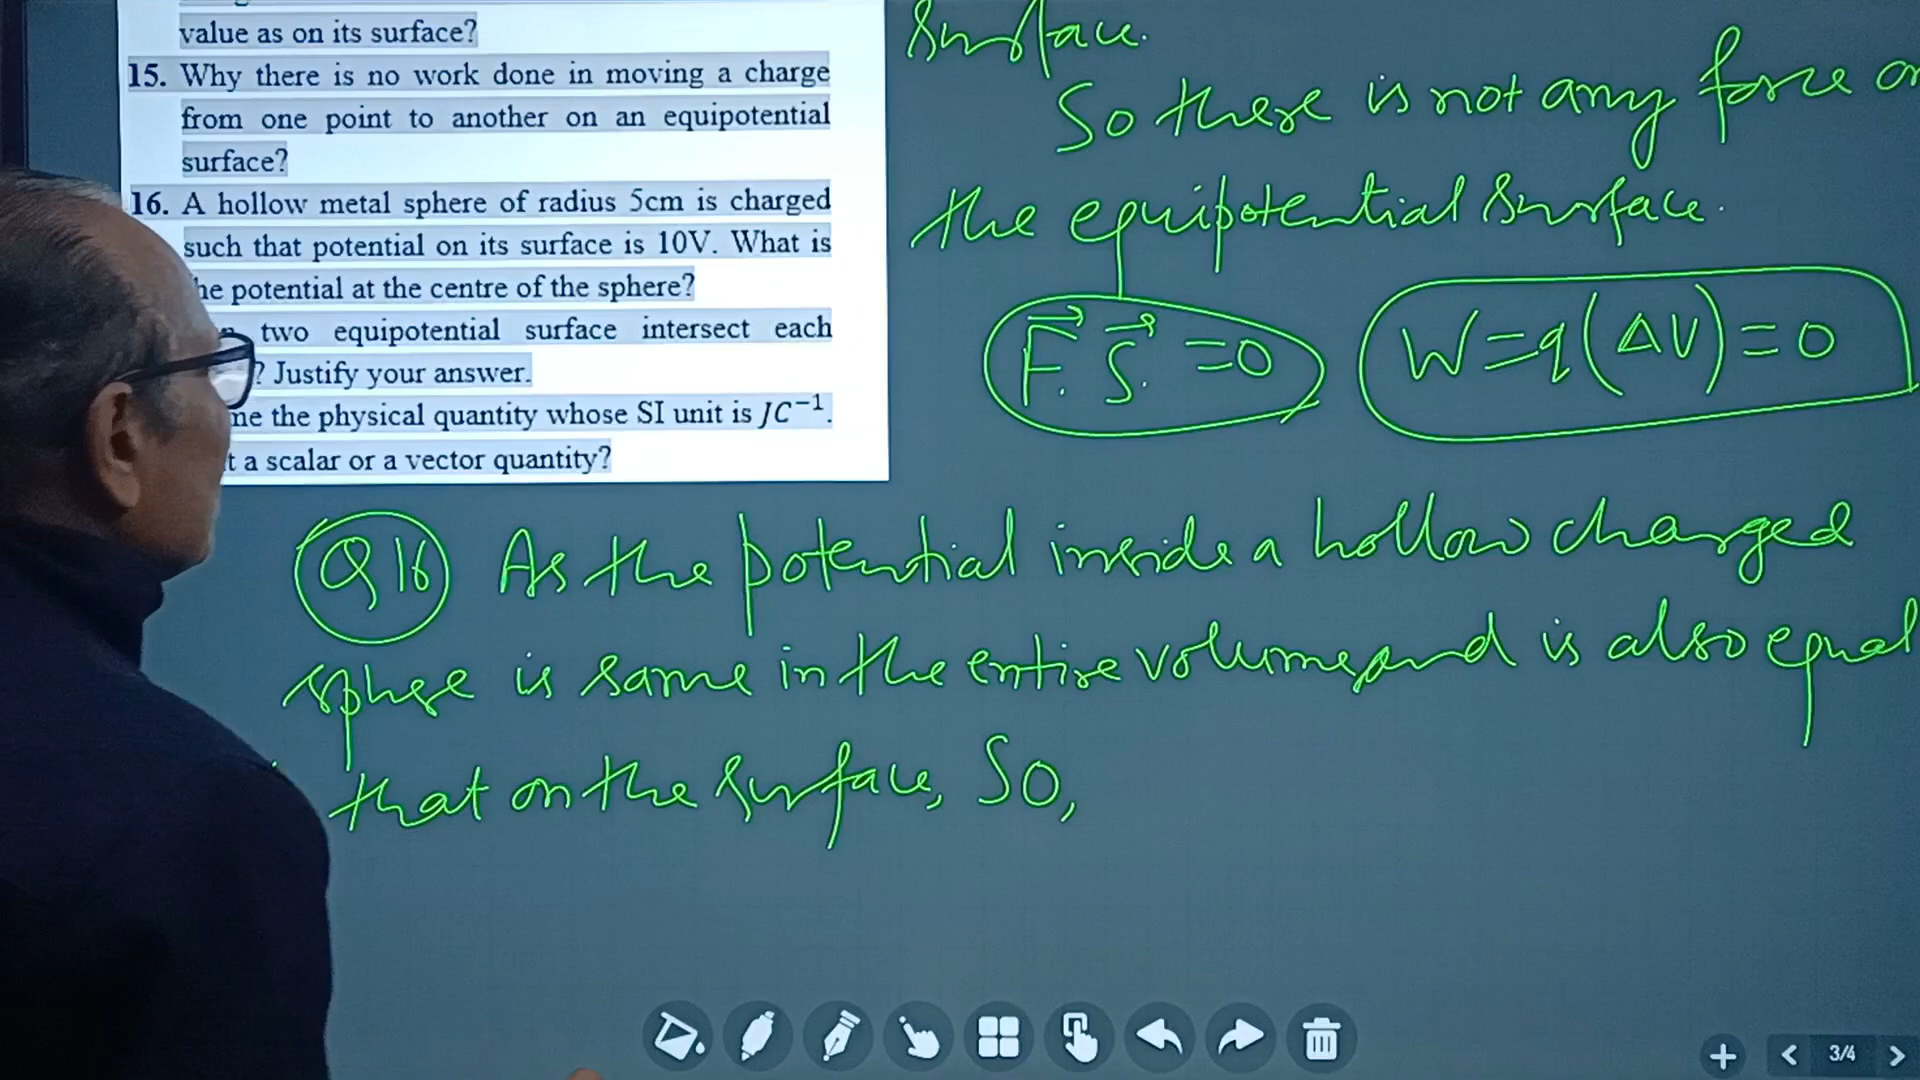 value as on its surface?
15. Why there is no work done in moving a charge
from one point to another on an equipotential
surface?
16. A hollow metal sphere of radius 5cm is charged
such that potential on its surface is 10V. What is
he potential at the centre of the sphere?
two equipotential surface intersect each
? Justify your answer.
me the physical quantity whose SI unit is JC⁻¹.
t a scalar or a vector quantity?
Surface.
So there is not any force on
the equipotential Surface.
F⃗. S⃗. =0
W=q(ΔV)=0
Q16 As the potential inside a hollow charged
sphere is same in the entire volume, and is also equal
that on the surface, SO,
3/4